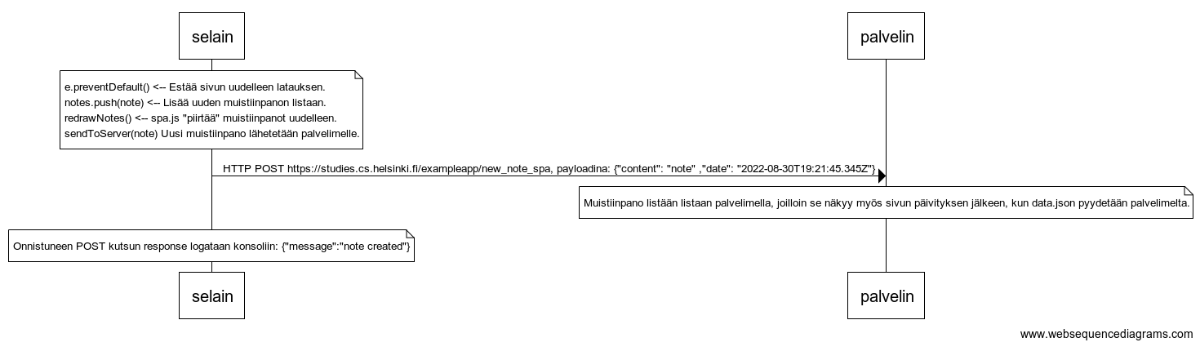 selain
palvelin
e.preventDefault() <-- Estää sivun uudelleen latauksen.
notes.push(note) <-- Lisää uuden muistiinpanon listaan.
redrawNotes() <-- spa.js "piirtää" muistiinpanot uudelleen.
sendToServer(note) Uusi muistiinpano lähetetään palvelimelle.
HTTP POST https://studies.cs.helsinki.fi/exampleapp/new_note_spa, payloadina: {"content": "note" ,"date": "2022-08-30T19:21:45.345Z"}
Muistiinpano listään listaan palvelimella, joilloin se näkyy myös sivun päivityksen jälkeen, kun data.json pyydetään palvelimelta.
Onnistuneen POST kutsun response logataan konsoliin: {"message":"note created"}
selain
palvelin
www.websequencediagrams.com